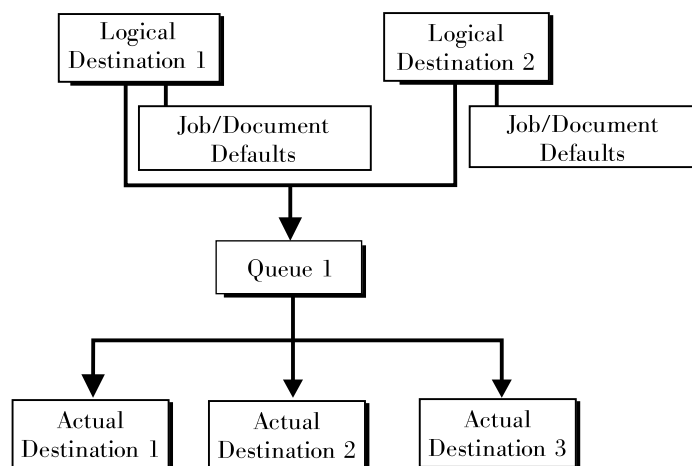 Logical
Destination 1
Logical
Destination 2
Job/Document
Defaults
Job/Document
Defaults
Queue 1
Actual
Destination 1
Actual
Destination 2
Actual
Destination 3